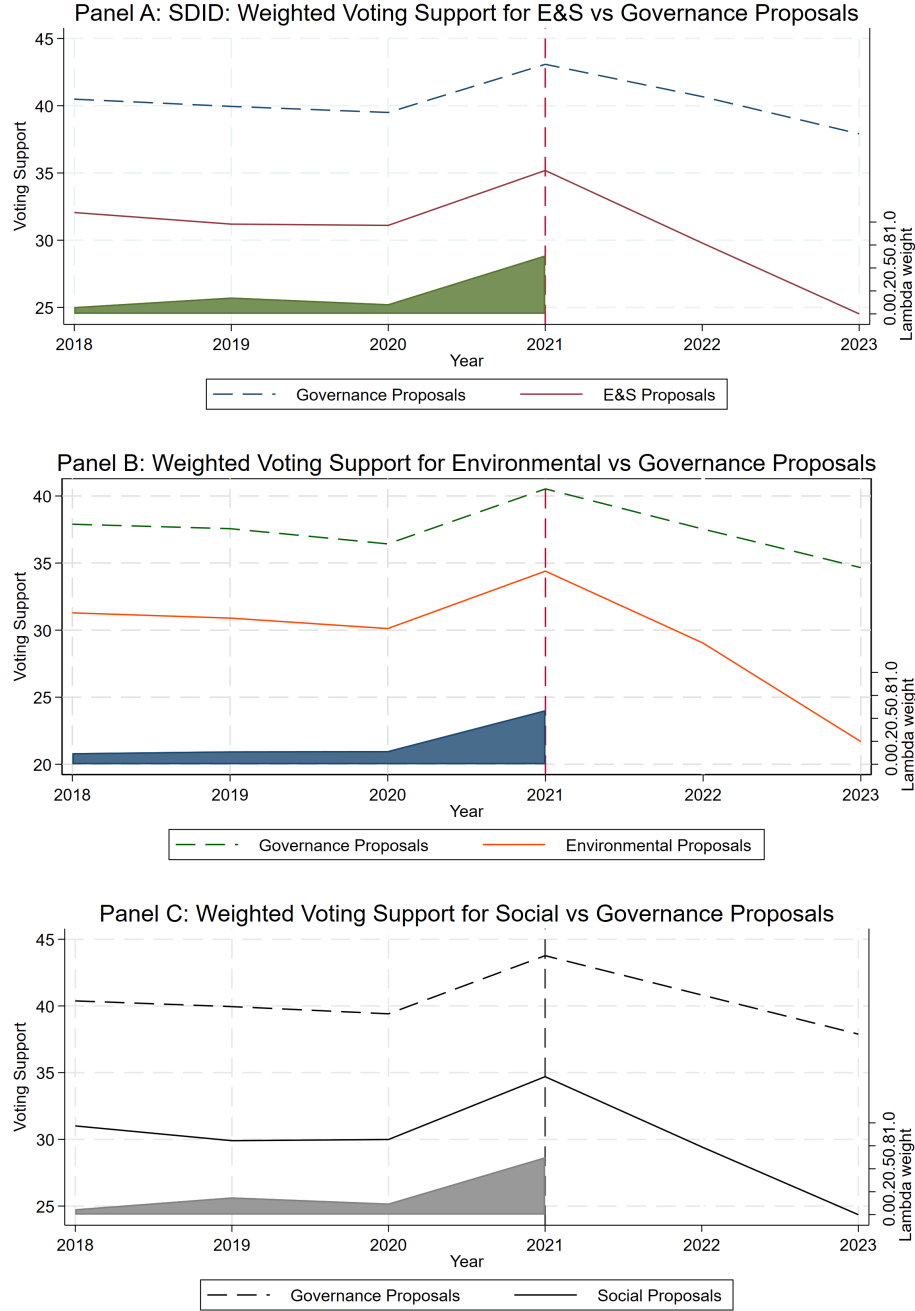 Panel A: SDID: Weighted Voting Support for E&S vs Governance Proposals
45
40
35
30
25
Voting Support
0.00.20.50.81.0
Lambda weight
2018 2019 2020 2021 2022 2023
Year
Governance Proposals E&S Proposals
Panel B: Weighted Voting Support for Environmental vs Governance Proposals
40
35
30
25
20
Voting Support
0.00.20.50.81.0
Lambda weight
2018 2019 2020 2021 2022 2023
Year
Governance Proposals Environmental Proposals
Panel C: Weighted Voting Support for Social vs Governance Proposals
45
40
35
30
25
Voting Support
0.00.20.50.81.0
Lambda weight
2018 2019 2020 2021 2022 2023
Year
Governance Proposals Social Proposals